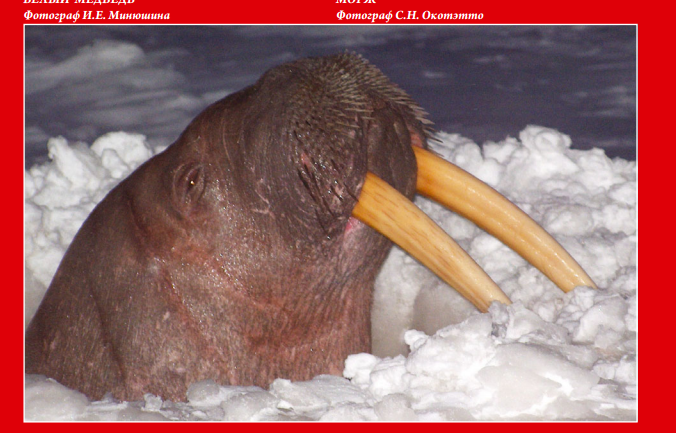 БЕЛЫЙ МЕДВЕДЬ
МОРЖ
Фотограф И.Е. Минюшина
Фотограф С.Н. Окотэтто